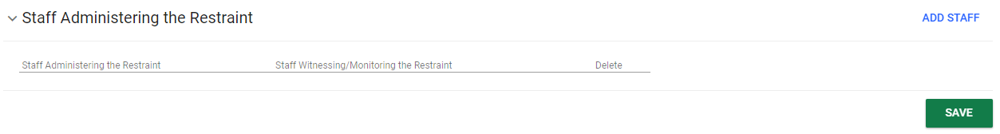 Staff Administering the Restraint ADD STAFF
Staff Administering the Restraint Staff Witnessing/Monitoring the Restraint Delete
SAVE